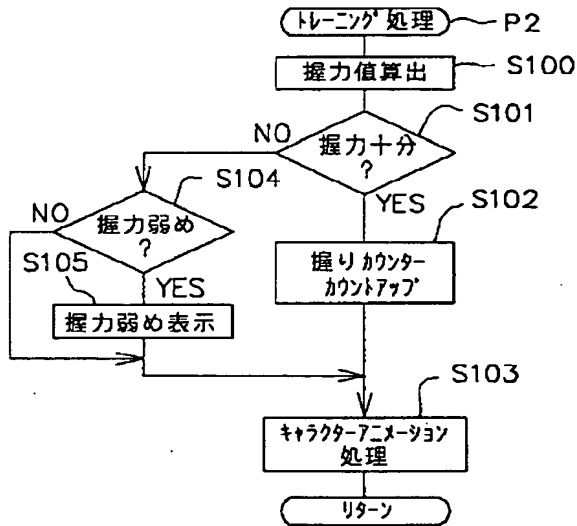 ﾄﾚｰﾆﾝｸﾞ処理
P2
握力値算出
S100
握力十分
?
S101
NO
YES
握力弱め
?
S104
NO
YES
S102
握りｶｳﾝﾀｰ
ｶｳﾝﾄｱｯﾌﾟ
S105
握力弱め表示
S103
ｷｬﾗｸﾀｰｱﾆﾒｰｼｮﾝ
処理
ﾘﾀｰﾝ